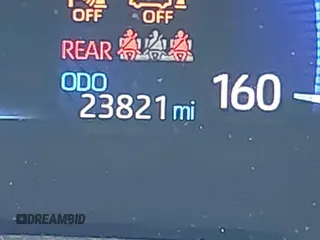 OFF OFF
REAR
ODO
23821 mi 160
DREAMBID